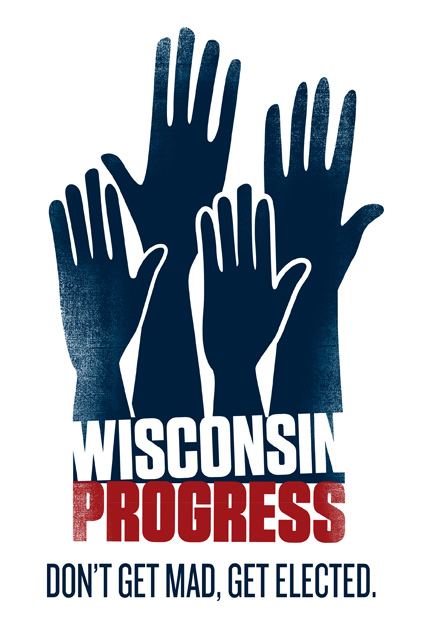 WISCONSIN
PROGRESS
DON'T GET MAD, GET ELECTED.